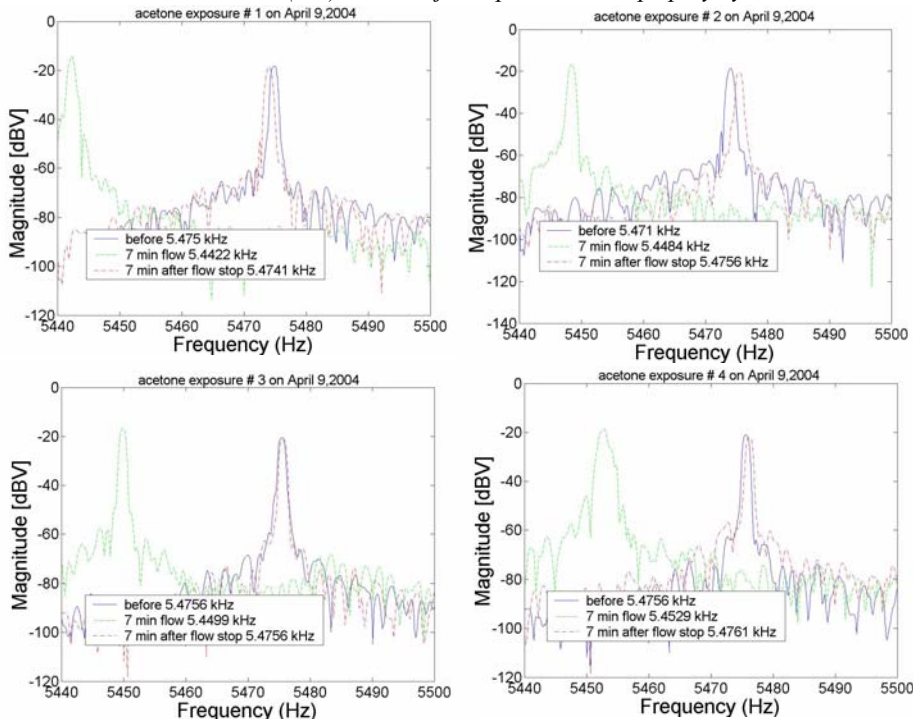 acetone exposure # 1 on April 9,2004
0
-20
-40
-60
-80
-100
-120
Magnitude [dBV]
before 5.475 kHz
7 min flow 5.4422 kHz
7 min after flow stop 5.4741 kHz
5440 5450 5460 5470 5480 5490 5500
Frequency (Hz)
acetone exposure # 2 on April 9,2004
0
-20
-40
-60
-80
-100
-120
-140
Magnitude [dBV]
before 5.471 kHz
7 min flow 5.4484 kHz
7 min after flow stop 5.4756 kHz
5440 5450 5460 5470 5480 5490 5500
Frequency (Hz)
acetone exposure # 3 on April 9,2004
0
-20
-40
-60
-80
-100
-120
Magnitude [dBV]
before 5.4756 kHz
7 min flow 5.4499 kHz
7 min after flow stop 5.4756 kHz
5440 5450 5460 5470 5480 5490 5500
Frequency (Hz)
acetone exposure # 4 on April 9,2004
0
-20
-40
-60
-80
-100
-120
Magnitude [dBV]
before 5.4756 kHz
7 min flow 5.4529 kHz
7 min after flow stop 5.4761 kHz
5440 5450 5460 5470 5480 5490 5500
Frequency (Hz)